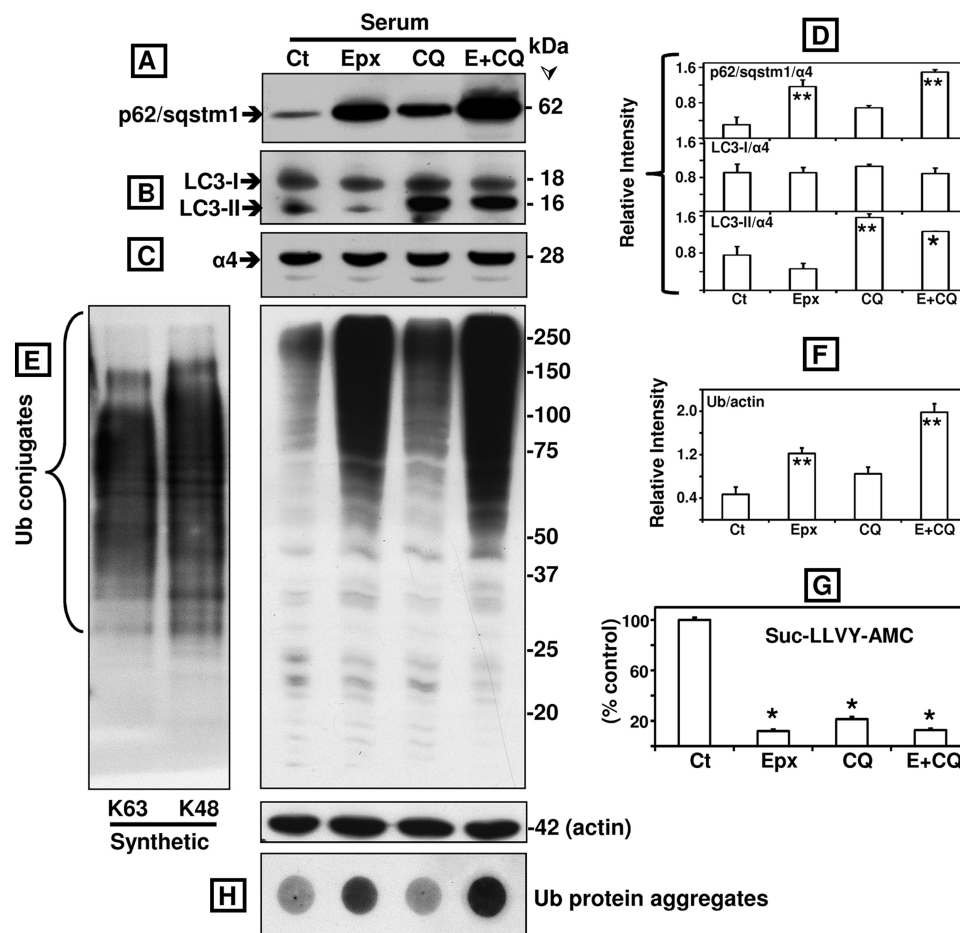 Serum
A
Ct Epx CQ E+CQ
kDa
p62/sqstm1
- 62
B
LC3-I
- 18
LC3-II
- 16
C
α4
- 28
D
Relative Intensity
p62/sqstm1/α4
1.6
0.8
LC3-I/α4
1.6
0.8
LC3-II/α4
1.6
0.8
** **
** *
Ct Epx CQ E+CQ
E
Ub conjugates
-250
-150
-100
-75
-50
-37
-25
-20
K63 K48
Synthetic
F
Relative Intensity
Ub/actin
2.0
1.2
0.4
** **
Ct Epx CQ E+CQ
G
(% control)
Suc-LLVY-AMC
100
60
20
* * *
Ct Epx CQ E+CQ
-42 (actin)
H
Ub protein aggregates